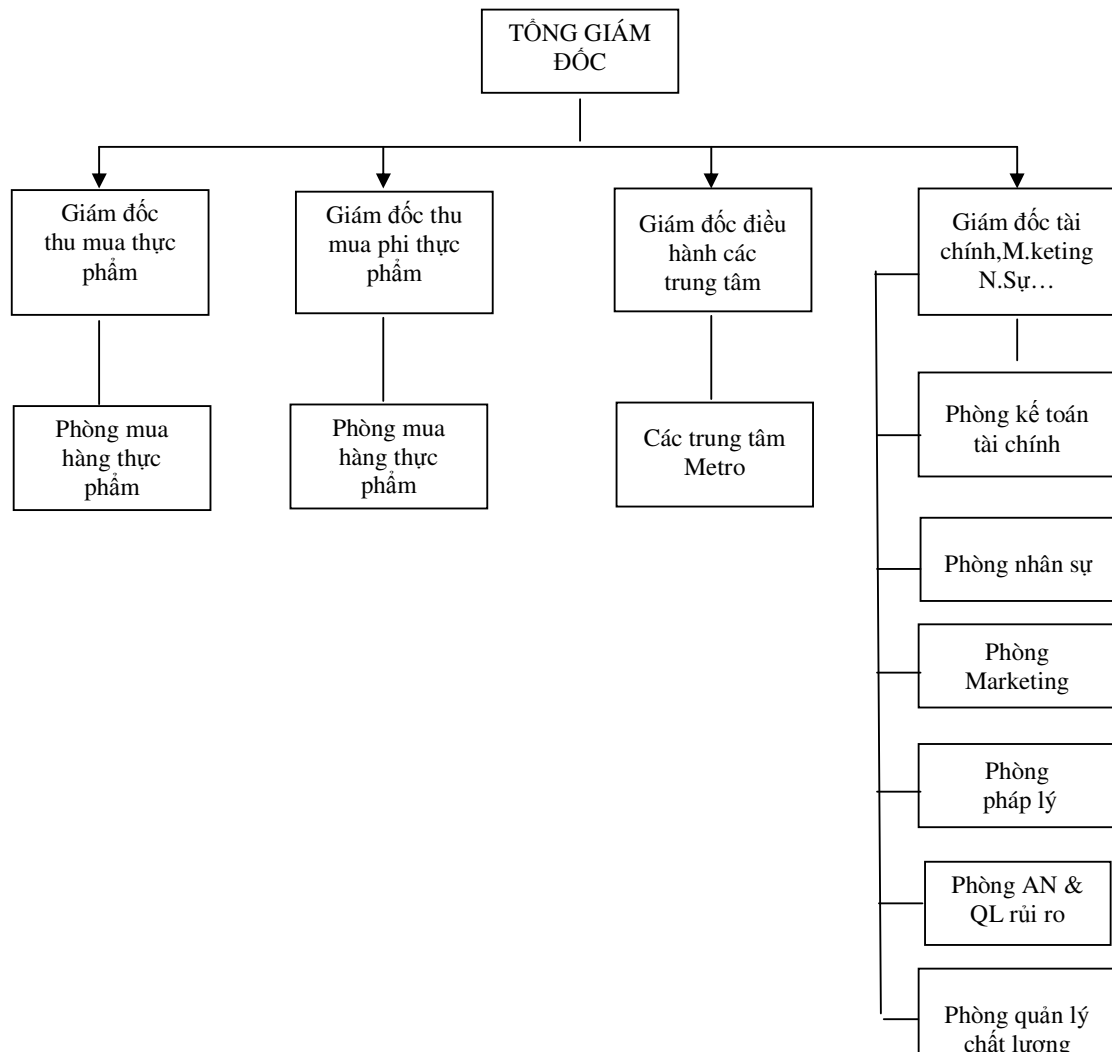 TỔNG GIÁM
ĐỐC
Giám đốc
thu mua thực
phẩm
Giám đốc thu
mua phi thực
phẩm
Giám đốc điều
hành các
trung tâm
Giám đốc tài
chính,M.keting
N.Sự…
Phòng mua
hàng thực
phẩm
Phòng mua
hàng thực
phẩm
Các trung tâm
Metro
Phòng kế toán
tài chính
Phòng nhân sự
Phòng
Marketing
Phòng
pháp lý
Phòng AN &
QL rủi ro
Phòng quản lý
chất lượng